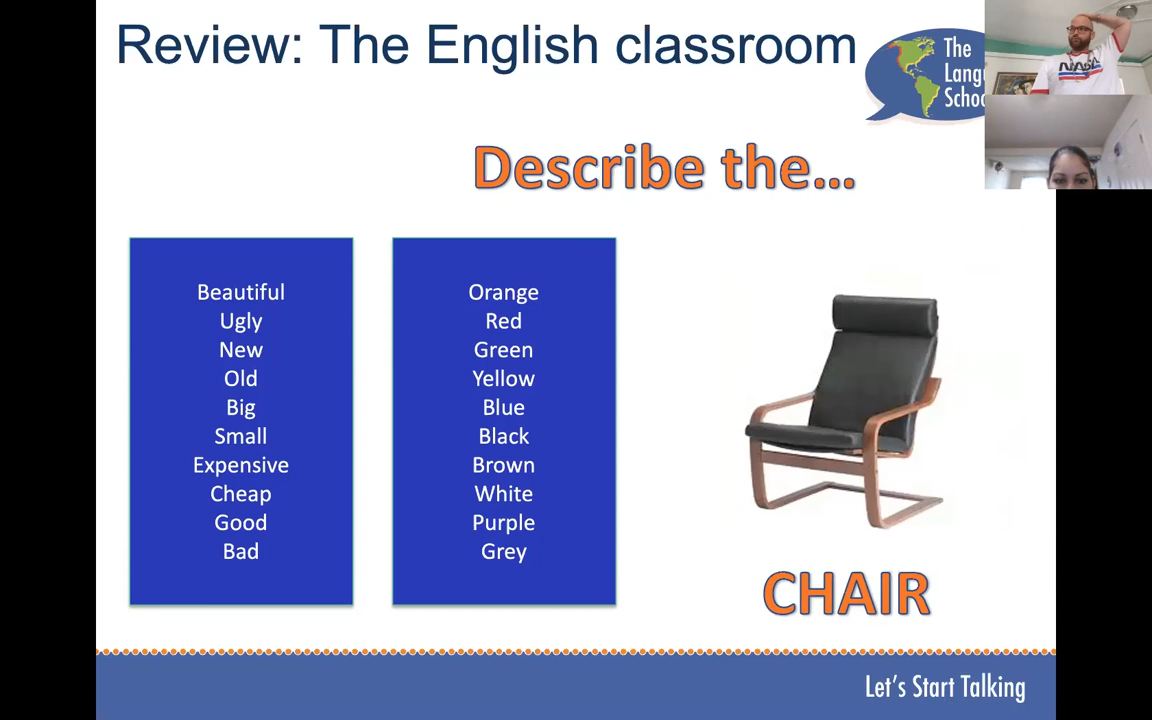 Review: The English classroom
The
Describe the...
Beautiful
Ugly
New
Old
Big
Small
Expensive
Cheap
Good
Bad
Orange
Red
Green
Yellow
Blue
Black
Brown
White
Purple
Grey
CHAIR
Let's Start Talking
NASA